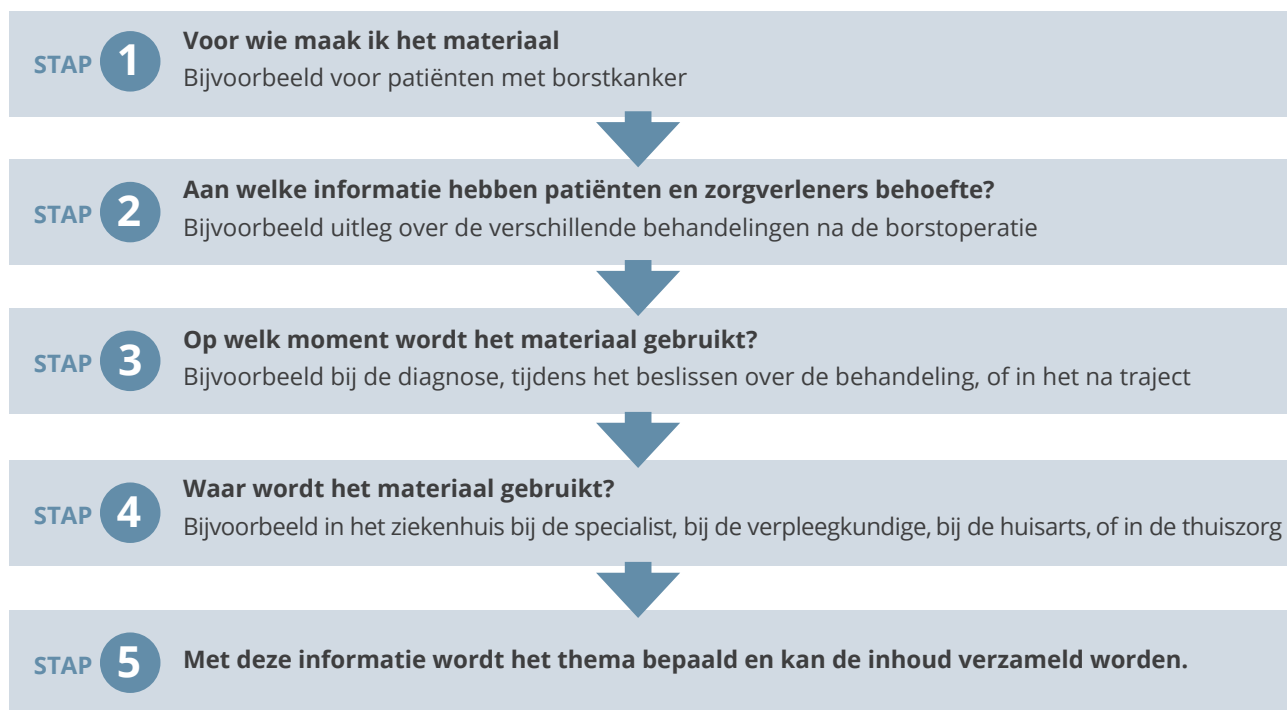 STAP 1
Voor wie maak ik het materiaal
Bijvoorbeeld voor patiënten met borstkanker
STAP 2
Aan welke informatie hebben patiënten en zorgverleners behoefte?
Bijvoorbeeld uitleg over de verschillende behandelingen na de borstoperatie
STAP 3
Op welk moment wordt het materiaal gebruikt?
Bijvoorbeeld bij de diagnose, tijdens het beslissen over de behandeling, of in het na traject
STAP 4
Waar wordt het materiaal gebruikt?
Bijvoorbeeld in het ziekenhuis bij de specialist, bij de verpleegkundige, bij de huisarts, of in de thuiszorg
STAP 5
Met deze informatie wordt het thema bepaald en kan de inhoud verzameld worden.